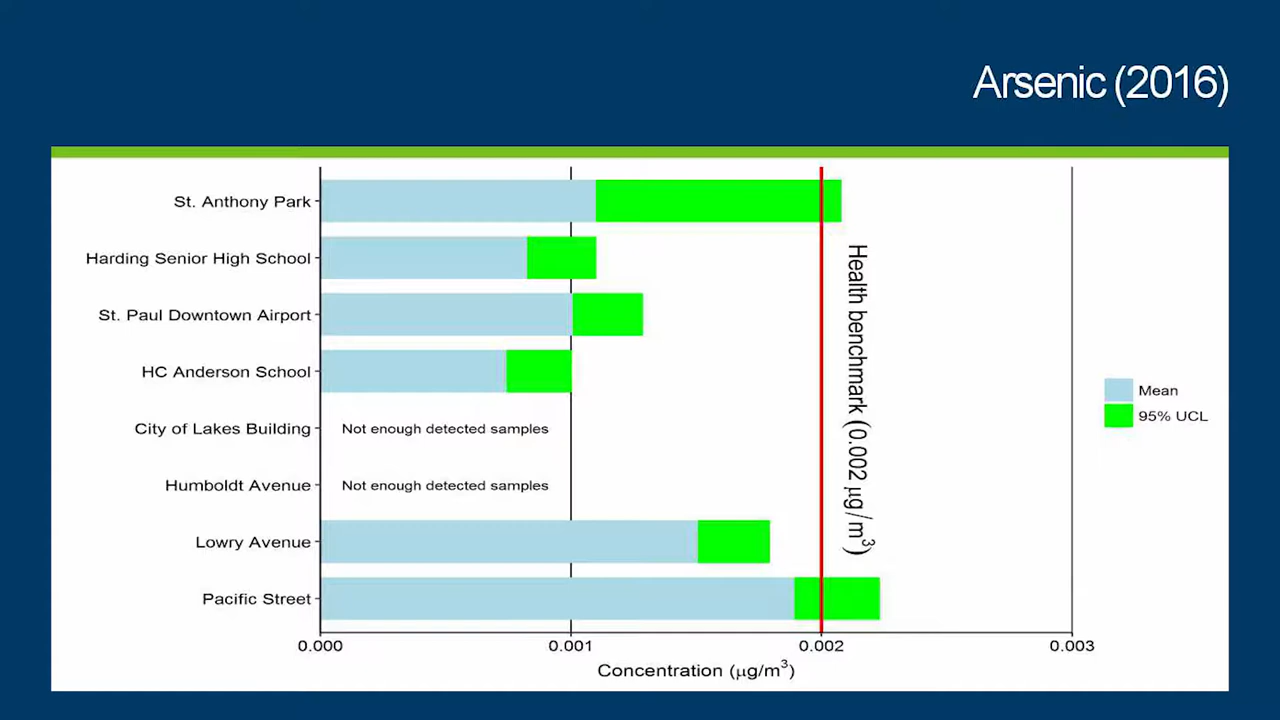 Arsenic (2016)
St. Anthony Park
Harding Senior High School
St. Paul Downtown Airport
HC Anderson School
City of Lakes Building
Not enough detected samples
Humboldt Avenue
Not enough detected samples
Lowry Avenue
Pacific Street
Health benchmark (0.002 µg/m³)
Mean
95% UCL
0.000
0.001
0.002
0.003
Concentration (µg/m³)